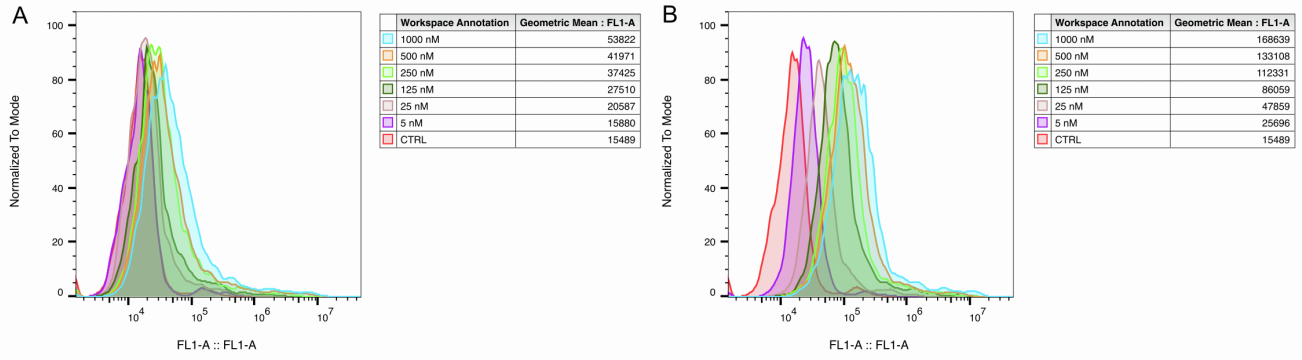 A
Workspace Annotation Geometric Mean : FL1-A
1000 nM 53822
500 nM 41971
250 nM 37425
125 nM 27510
25 nM 20587
5 nM 15880
CTRL 15489
100
80
60
40
20
0
Normalized To Mode
10^4 10^5 10^6 10^7
FL1-A :: FL1-A
B
Workspace Annotation Geometric Mean : FL1-A
1000 nM 168639
500 nM 133108
250 nM 112331
125 nM 86059
25 nM 47859
5 nM 25696
CTRL 15489
100
80
60
40
20
0
Normalized To Mode
10^4 10^5 10^6 10^7
FL1-A :: FL1-A